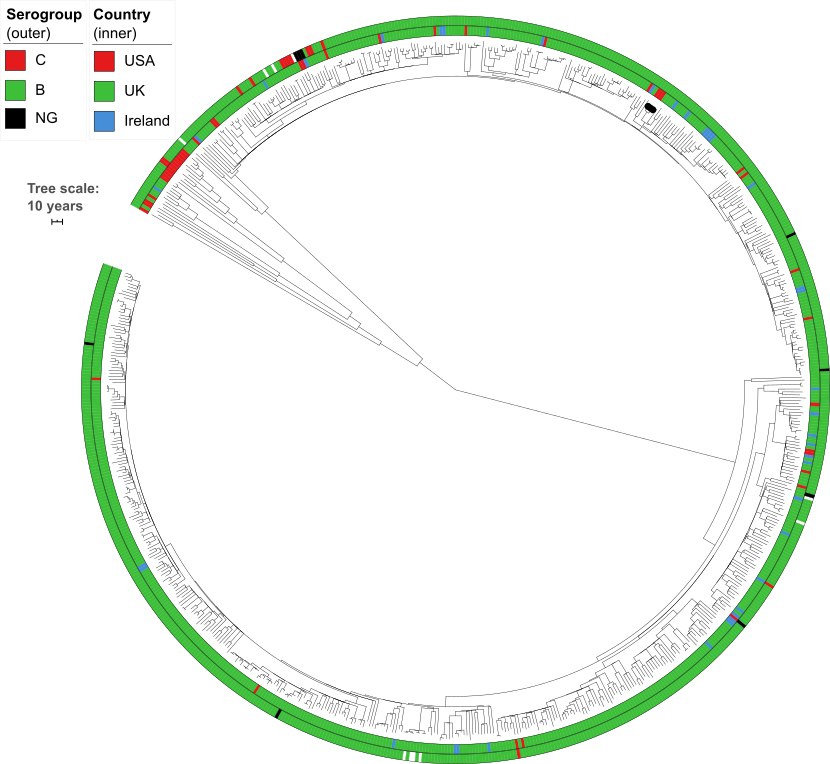 Serogroup
(outer)
C
B
NG
Country
(inner)
USA
UK
Ireland
Tree scale:
10 years